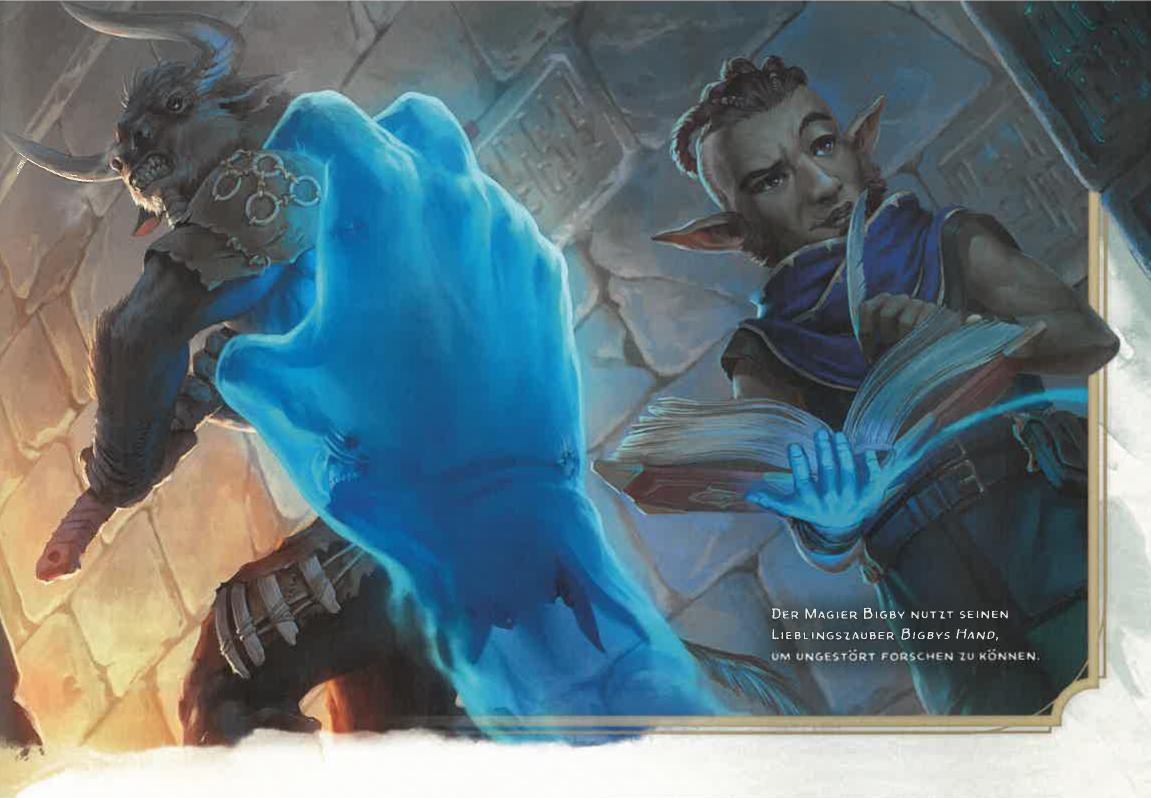 Der Magier Bigby nutzt seinen
Lieblingszauber Bigbys Hand,
um ungestört forschen zu können.